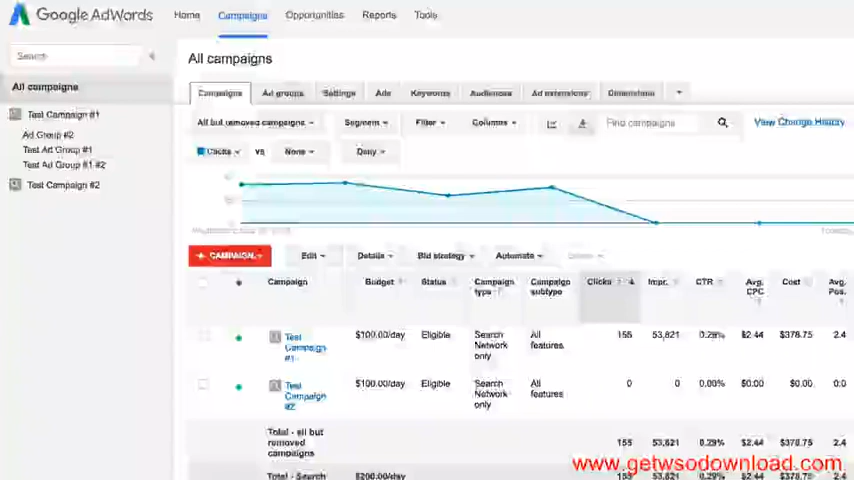 Google AdWords Home Campaigns Opportunities Reports Tools
Search
All campaigns
Test Campaign #1
Ad Group #2
Test Ad Group #1
Test Ad Group #1 #2
Test Campaign #2
All campaigns
Campaigns Ad groups Settings Ads Keywords Audiences Ad extensions Dimensions
All but removed campaigns Segment Filter Columns Find campaigns View Change History
Clicks vs None Daily
+ CAMPAIGN Edit Details Bid strategy Automate
Campaign Budget Status Campaign type Campaign subtype Clicks Impr. CTR Avg. CPC Cost Avg. Pos.
Test Campaign #1 $100.00/day Eligible Search Network only All features 155 53,821 0.29% $2.44 $378.75 2.4
Test Campaign #2 $100.00/day Eligible Search Network only All features 0 0 0.00% $0.00 $0.00 0.0
Total - all but removed campaigns 155 53,821 0.29% $2.44 $378.75 2.4
Total - Search $200.00/day
www.getwsodownload.com